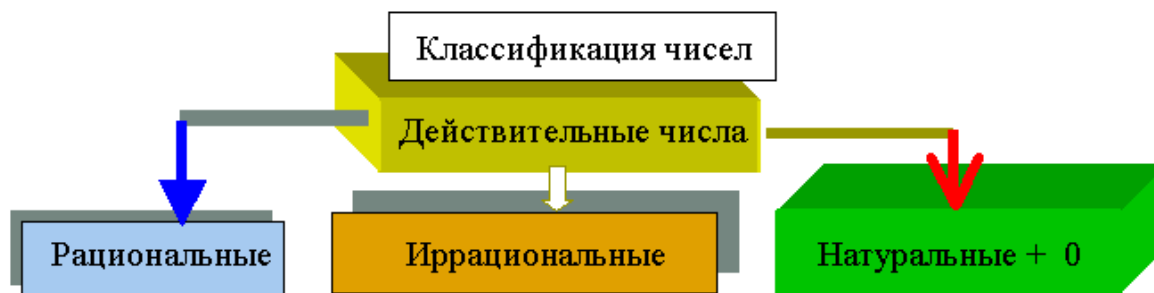 Классификация чисел
Действительные числа
Рациональные
Иррациональные
Натуральные + 0